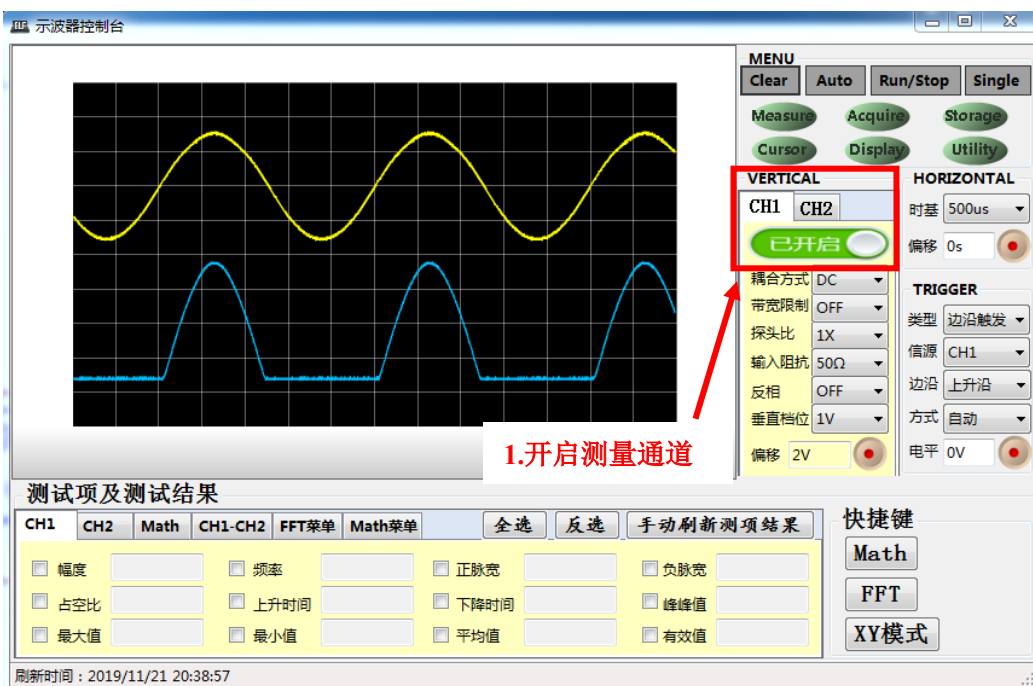 示波器控制台
MENU
Clear Auto Run/Stop Single
Measure Acquire Storage
Cursor Display Utility
VERTICAL
CH1 CH2
已开启
耦合方式 DC
带宽限制 OFF
探头比 1X
输入阻抗 50Ω
反相 OFF
垂直档位 1V
偏移 2V
HORIZONTAL
时基 500us
偏移 0s
TRIGGER
类型 边沿触发
信源 CH1
边沿 上升沿
方式 自动
电平 0V
1.开启测量通道
测试项及测试结果
CH1 CH2 Math CH1-CH2 FFT菜单 Math菜单 全选 反选 手动刷新测项结果
幅度 频率 正脉宽 负脉宽
占空比 上升时间 下降时间 峰峰值
最大值 最小值 平均值 有效值
快捷键
Math
FFT
XY模式
刷新时间：2019/11/21 20:38:57